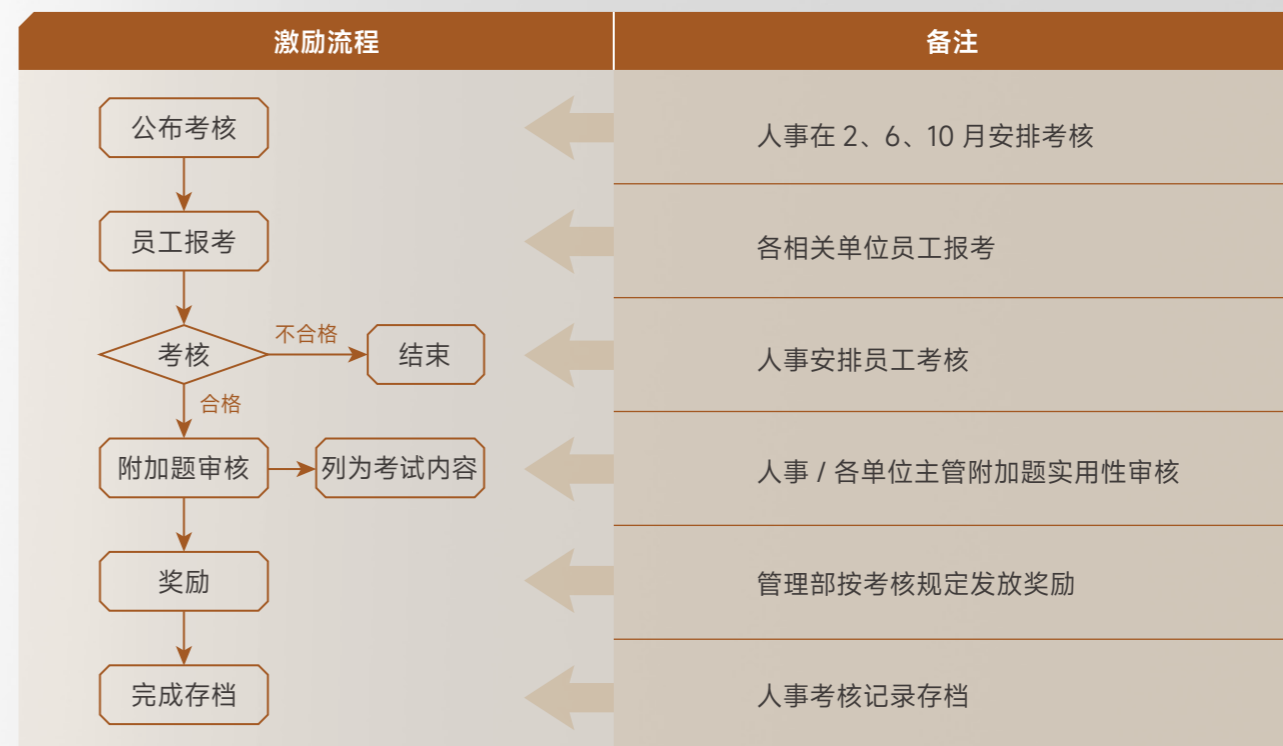 激励流程
备注
公布考核
人事在 2、6、10 月安排考核
员工报考
各相关单位员工报考
考核
不合格
结束
人事安排员工考核
合格
附加题审核
列为考试内容
人事 / 各单位主管附加题实用性审核
奖励
管理部按考核规定发放奖励
完成存档
人事考核记录存档